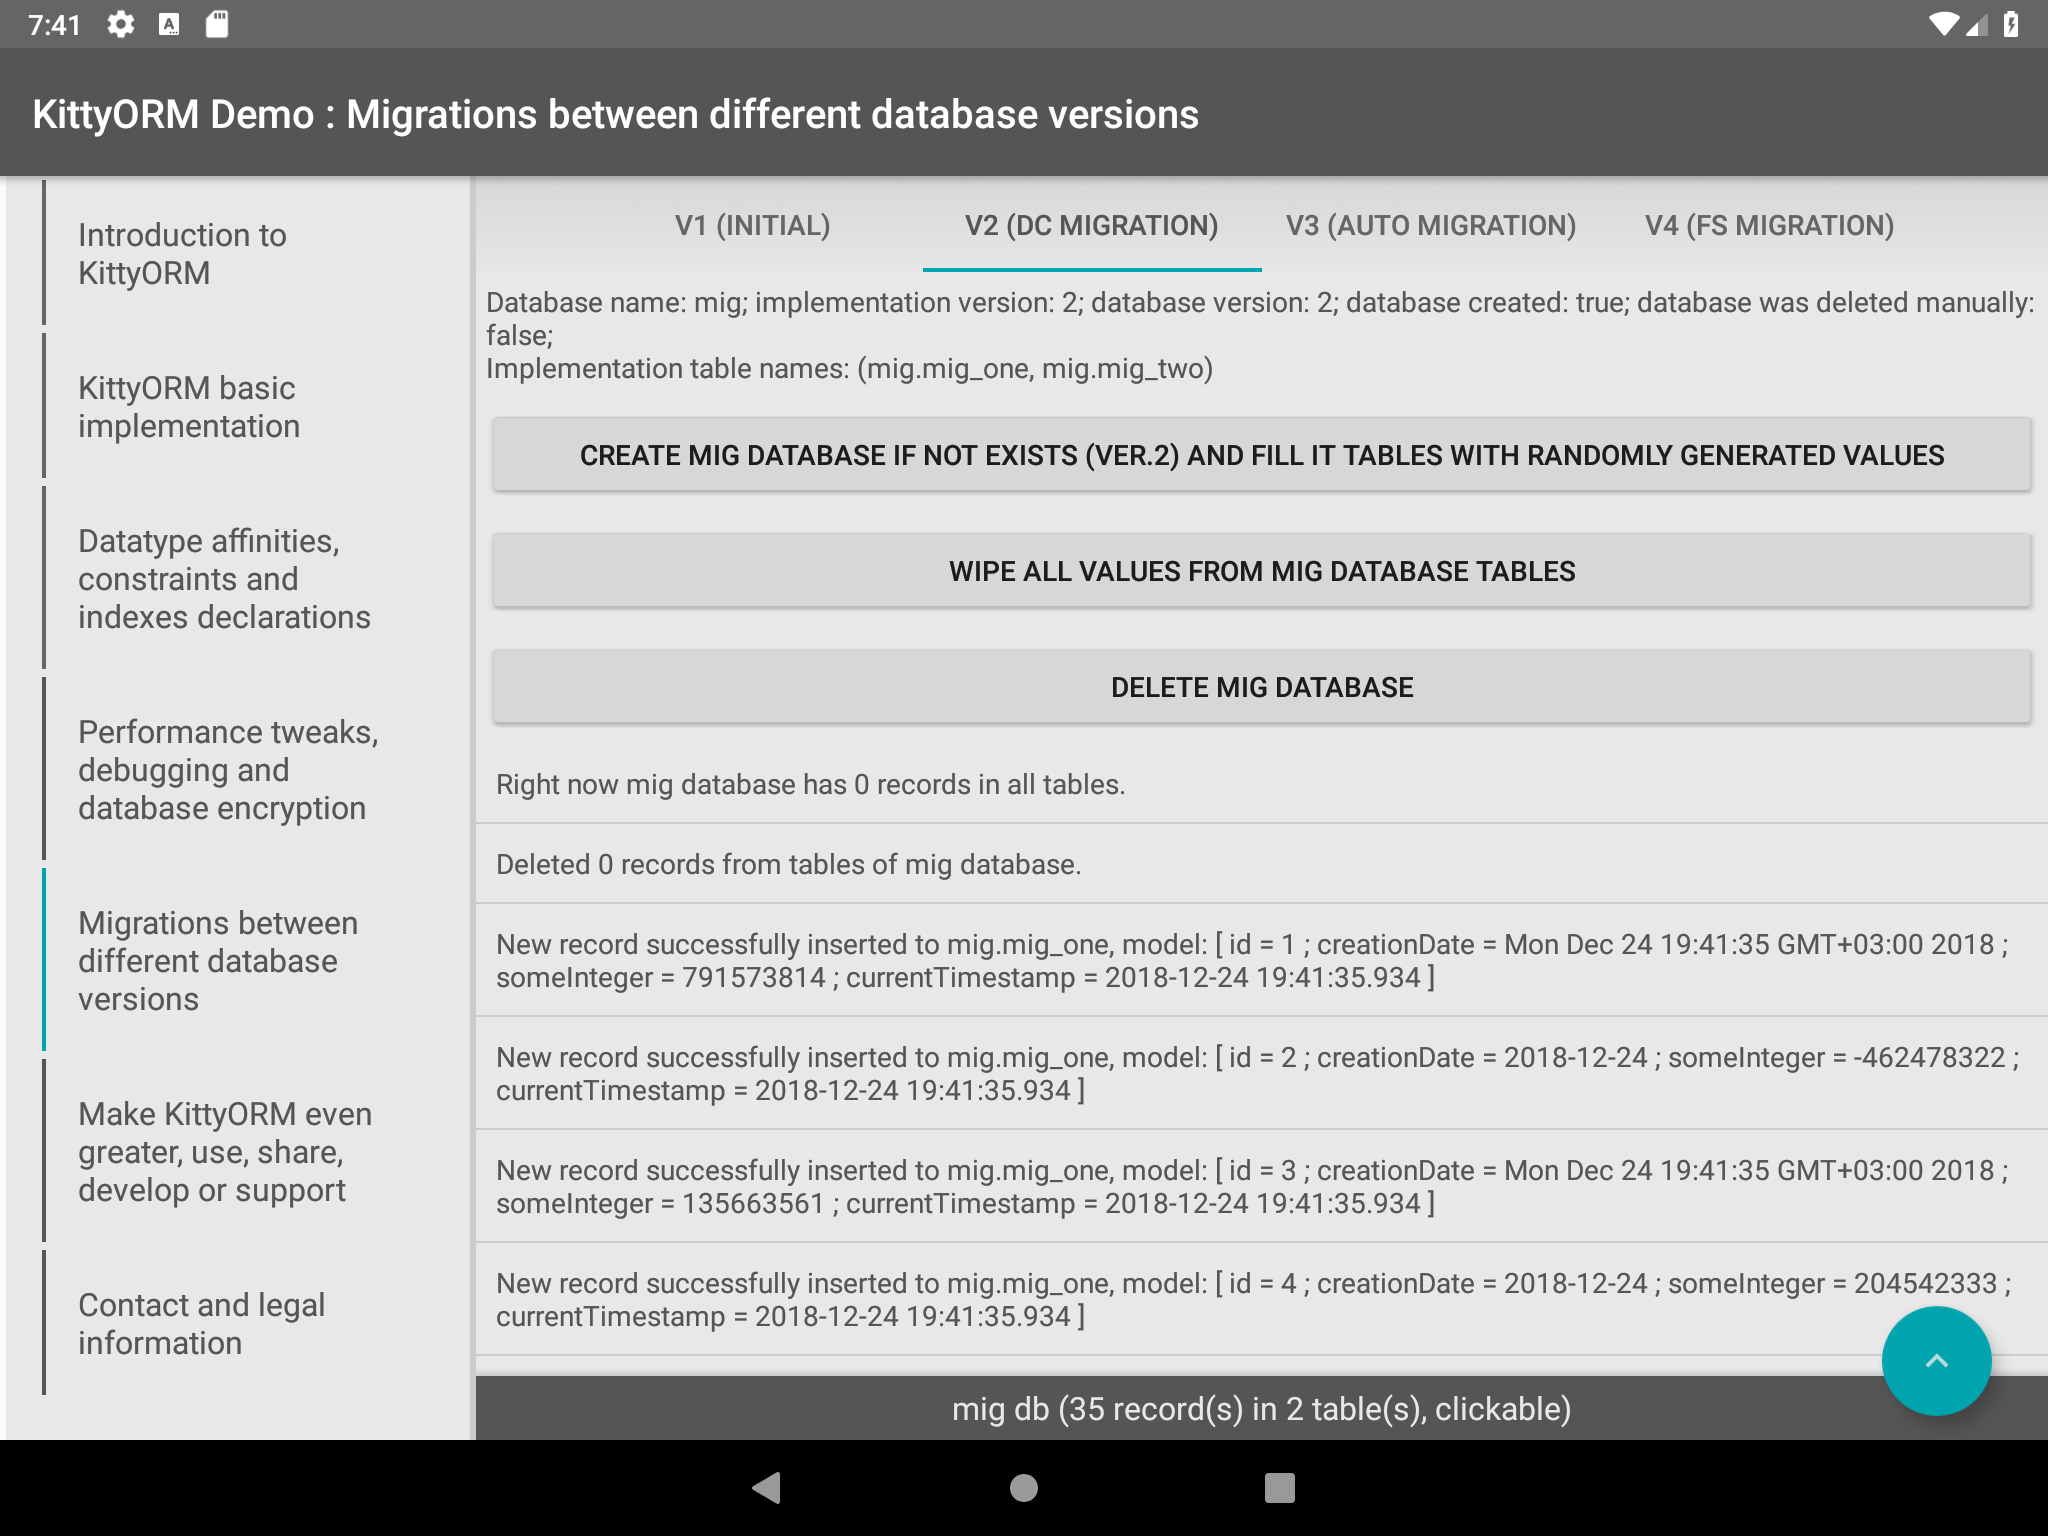 7:41
KittyORM Demo : Migrations between different database versions
Introduction to
KittyORM
KittyORM basic
implementation
Datatype affinities,
constraints and
indexes declarations
Performance tweaks,
debugging and
database encryption
Migrations between
different database
versions
Make KittyORM even
greater, use, share,
develop or support
Contact and legal
information
V1 (INITIAL)
V2 (DC MIGRATION)
V3 (AUTO MIGRATION)
V4 (FS MIGRATION)
Database name: mig; implementation version: 2; database version: 2; database created: true; database was deleted manually:
false;
Implementation table names: (mig.mig_one, mig.mig_two)
CREATE MIG DATABASE IF NOT EXISTS (VER.2) AND FILL IT TABLES WITH RANDOMLY GENERATED VALUES
WIPE ALL VALUES FROM MIG DATABASE TABLES
DELETE MIG DATABASE
Right now mig database has 0 records in all tables.
Deleted 0 records from tables of mig database.
New record successfully inserted to mig.mig_one, model: [ id = 1 ; creationDate = Mon Dec 24 19:41:35 GMT+03:00 2018 ;
someInteger = 791573814 ; currentTimestamp = 2018-12-24 19:41:35.934 ]
New record successfully inserted to mig.mig_one, model: [ id = 2 ; creationDate = 2018-12-24 ; someInteger = -462478322 ;
currentTimestamp = 2018-12-24 19:41:35.934 ]
New record successfully inserted to mig.mig_one, model: [ id = 3 ; creationDate = Mon Dec 24 19:41:35 GMT+03:00 2018 ;
someInteger = 135663561 ; currentTimestamp = 2018-12-24 19:41:35.934 ]
New record successfully inserted to mig.mig_one, model: [ id = 4 ; creationDate = 2018-12-24 ; someInteger = 204542333 ;
currentTimestamp = 2018-12-24 19:41:35.934 ]
mig db (35 record(s) in 2 table(s), clickable)